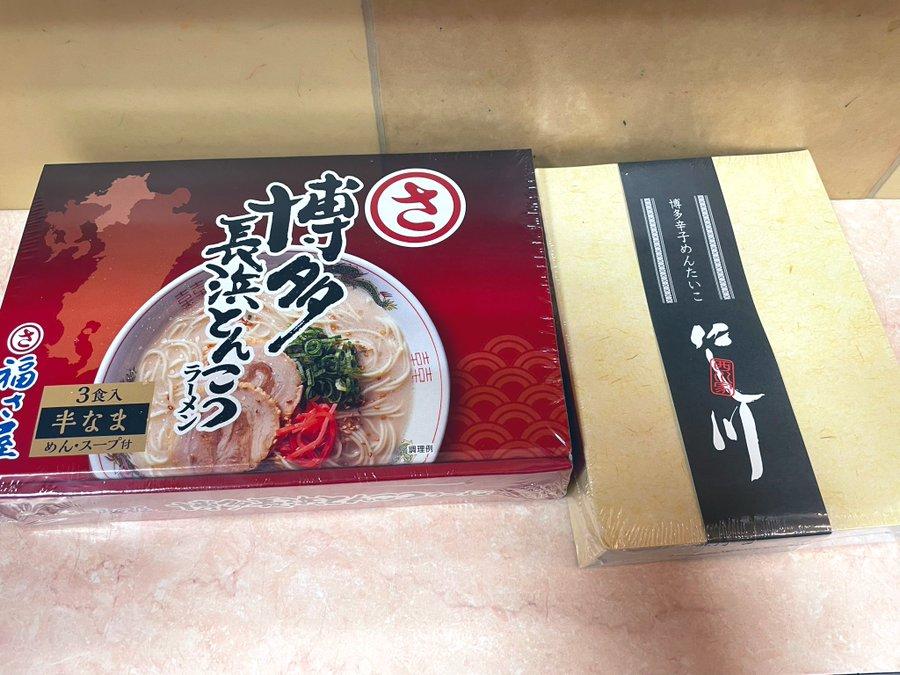 さ
博多
長浜とんこつ
ラーメン
さ
福さ屋
3食入
半なま
めん・スープ付
調理例
博多辛子めんたいこ
西